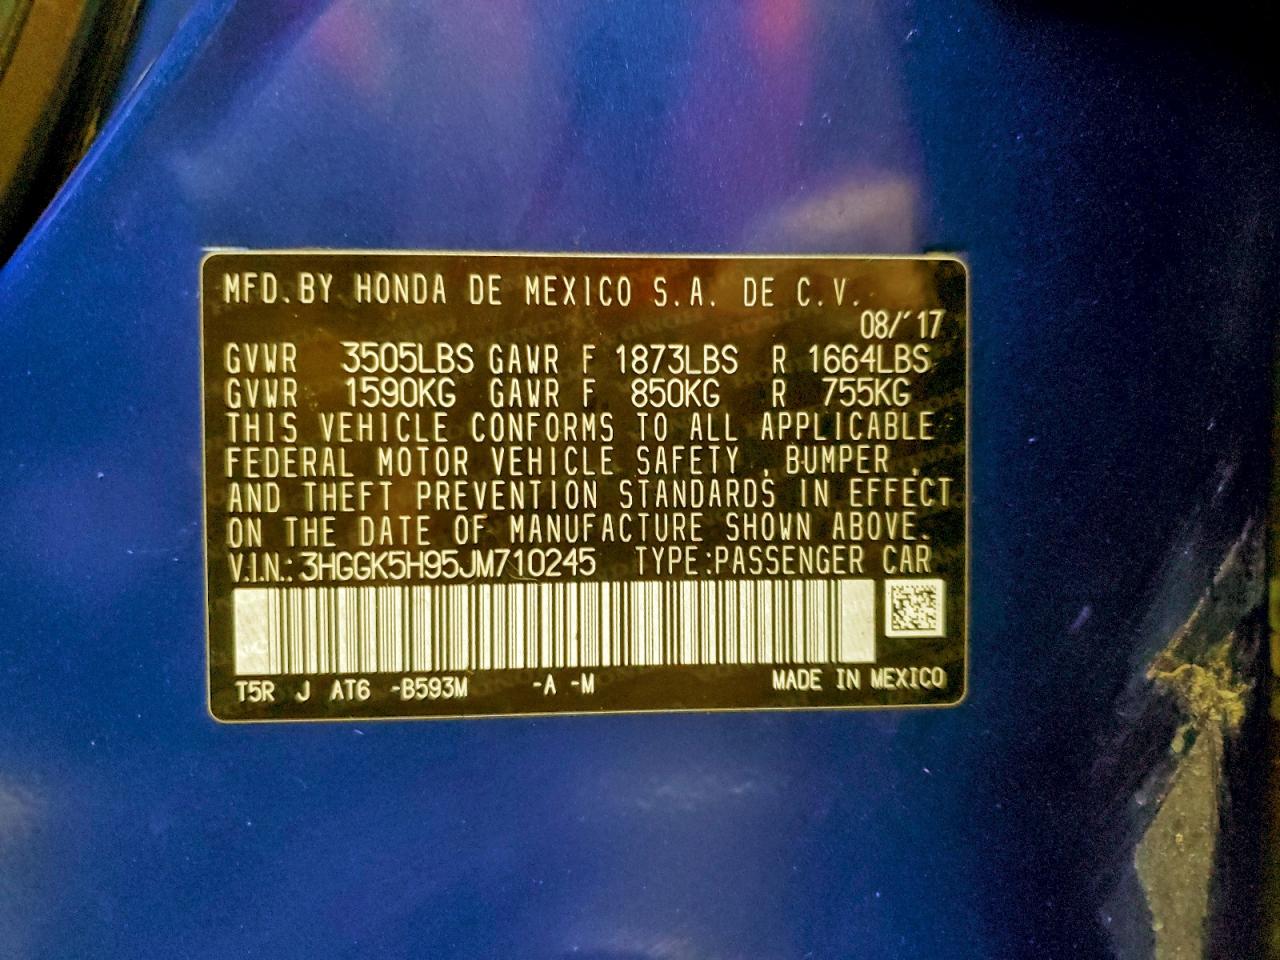 MFD.BY HONDA DE MEXICO S.A. DE C.V.
08/'17
GVWR 3505LBS GAWR F 1873LBS R 1664LBS
GVWR 1590KG GAWR F 850KG R 755KG
THIS VEHICLE CONFORMS TO ALL APPLICABLE
FEDERAL MOTOR VEHICLE SAFETY , BUMPER ,
AND THEFT PREVENTION STANDARDS IN EFFECT
ON THE DATE OF MANUFACTURE SHOWN ABOVE.
V.I.N.: 3HGGK5H95JM710245 TYPE:PASSENGER CAR
T5R J AT6 -B593M -A -M MADE IN MEXICO